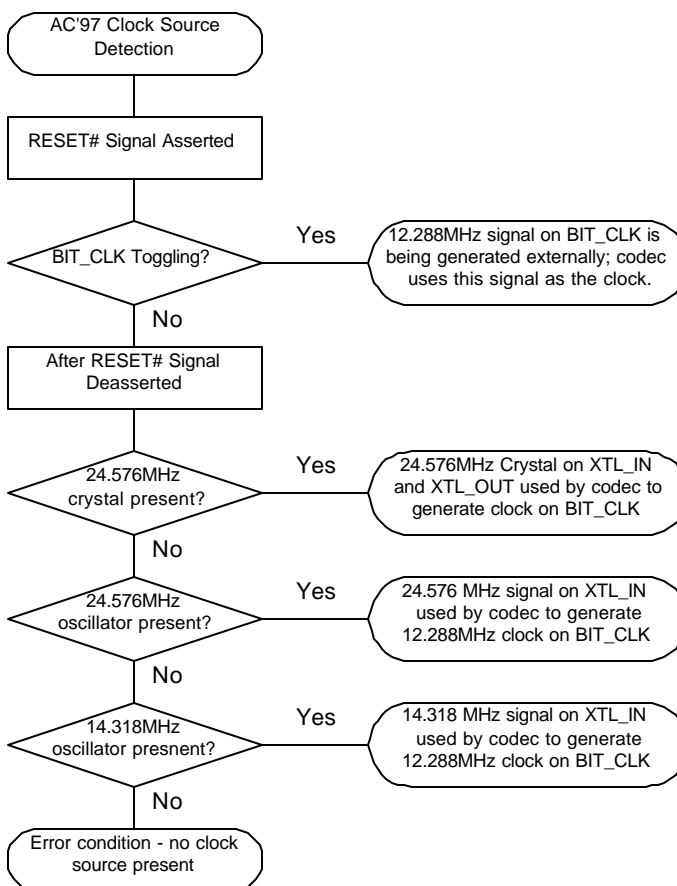 AC'97 Clock Source
Detection
RESET# Signal Asserted
BIT_CLK Toggling?
Yes
12.288MHz signal on BIT_CLK is
being generated externally; codec
uses this signal as the clock.
No
After RESET# Signal
Deasserted
24.576MHz
crystal present?
Yes
24.576MHz Crystal on XTL_IN
and XTL_OUT used by codec to
generate clock on BIT_CLK
No
24.576MHz
oscillator present?
Yes
24.576 MHz signal on XTL_IN
used by codec to generate
12.288MHz clock on BIT_CLK
No
14.318MHz
oscillator presnent?
Yes
14.318 MHz signal on XTL_IN
used by codec to generate
12.288MHz clock on BIT_CLK
No
Error condition - no clock
source present